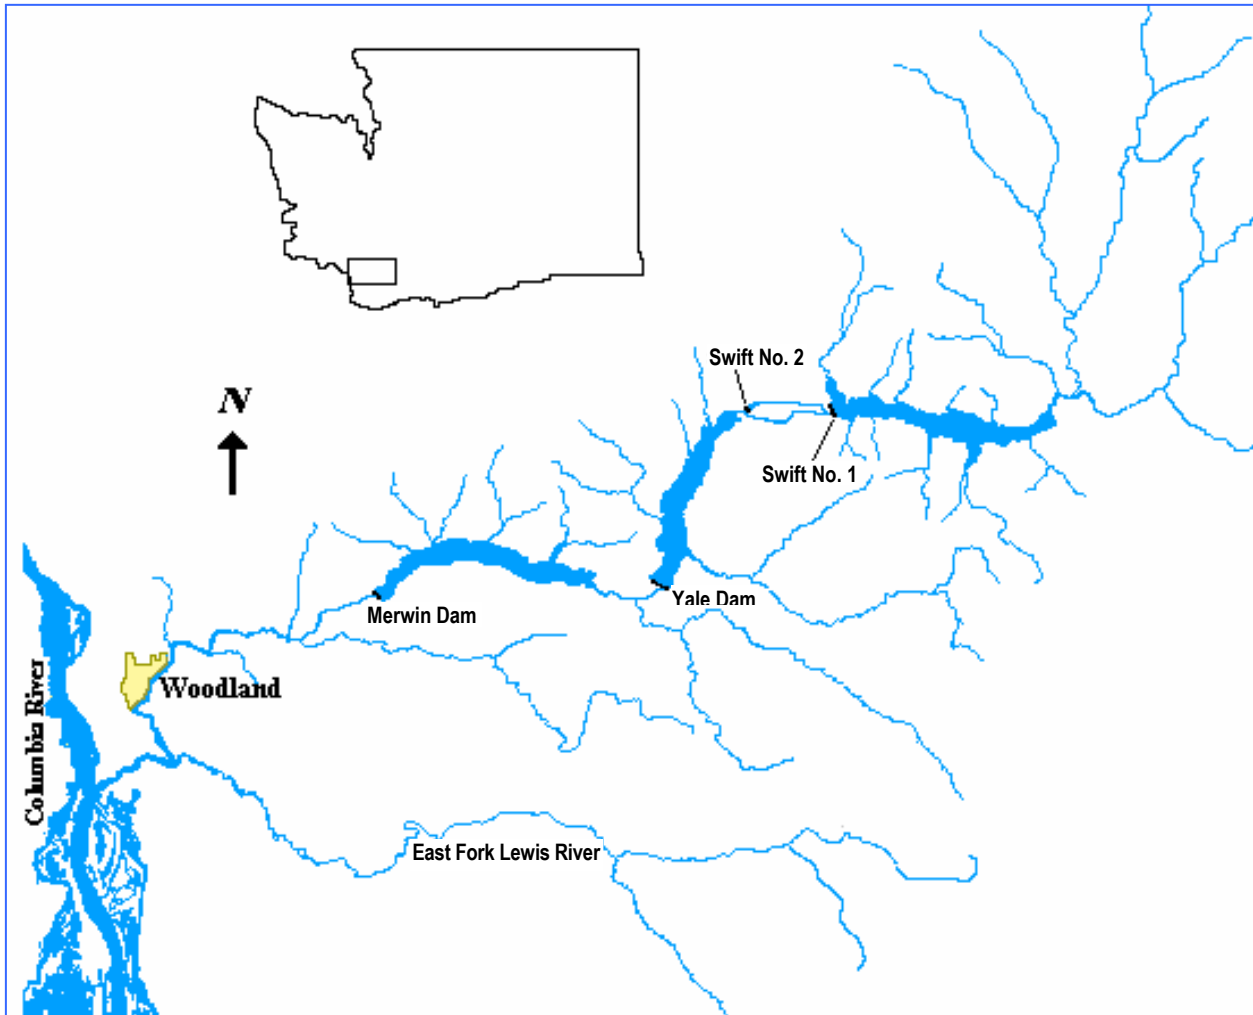 N
Swift No. 2
Swift No. 1
Yale Dam
Merwin Dam
Woodland
Columbia River
East Fork Lewis River